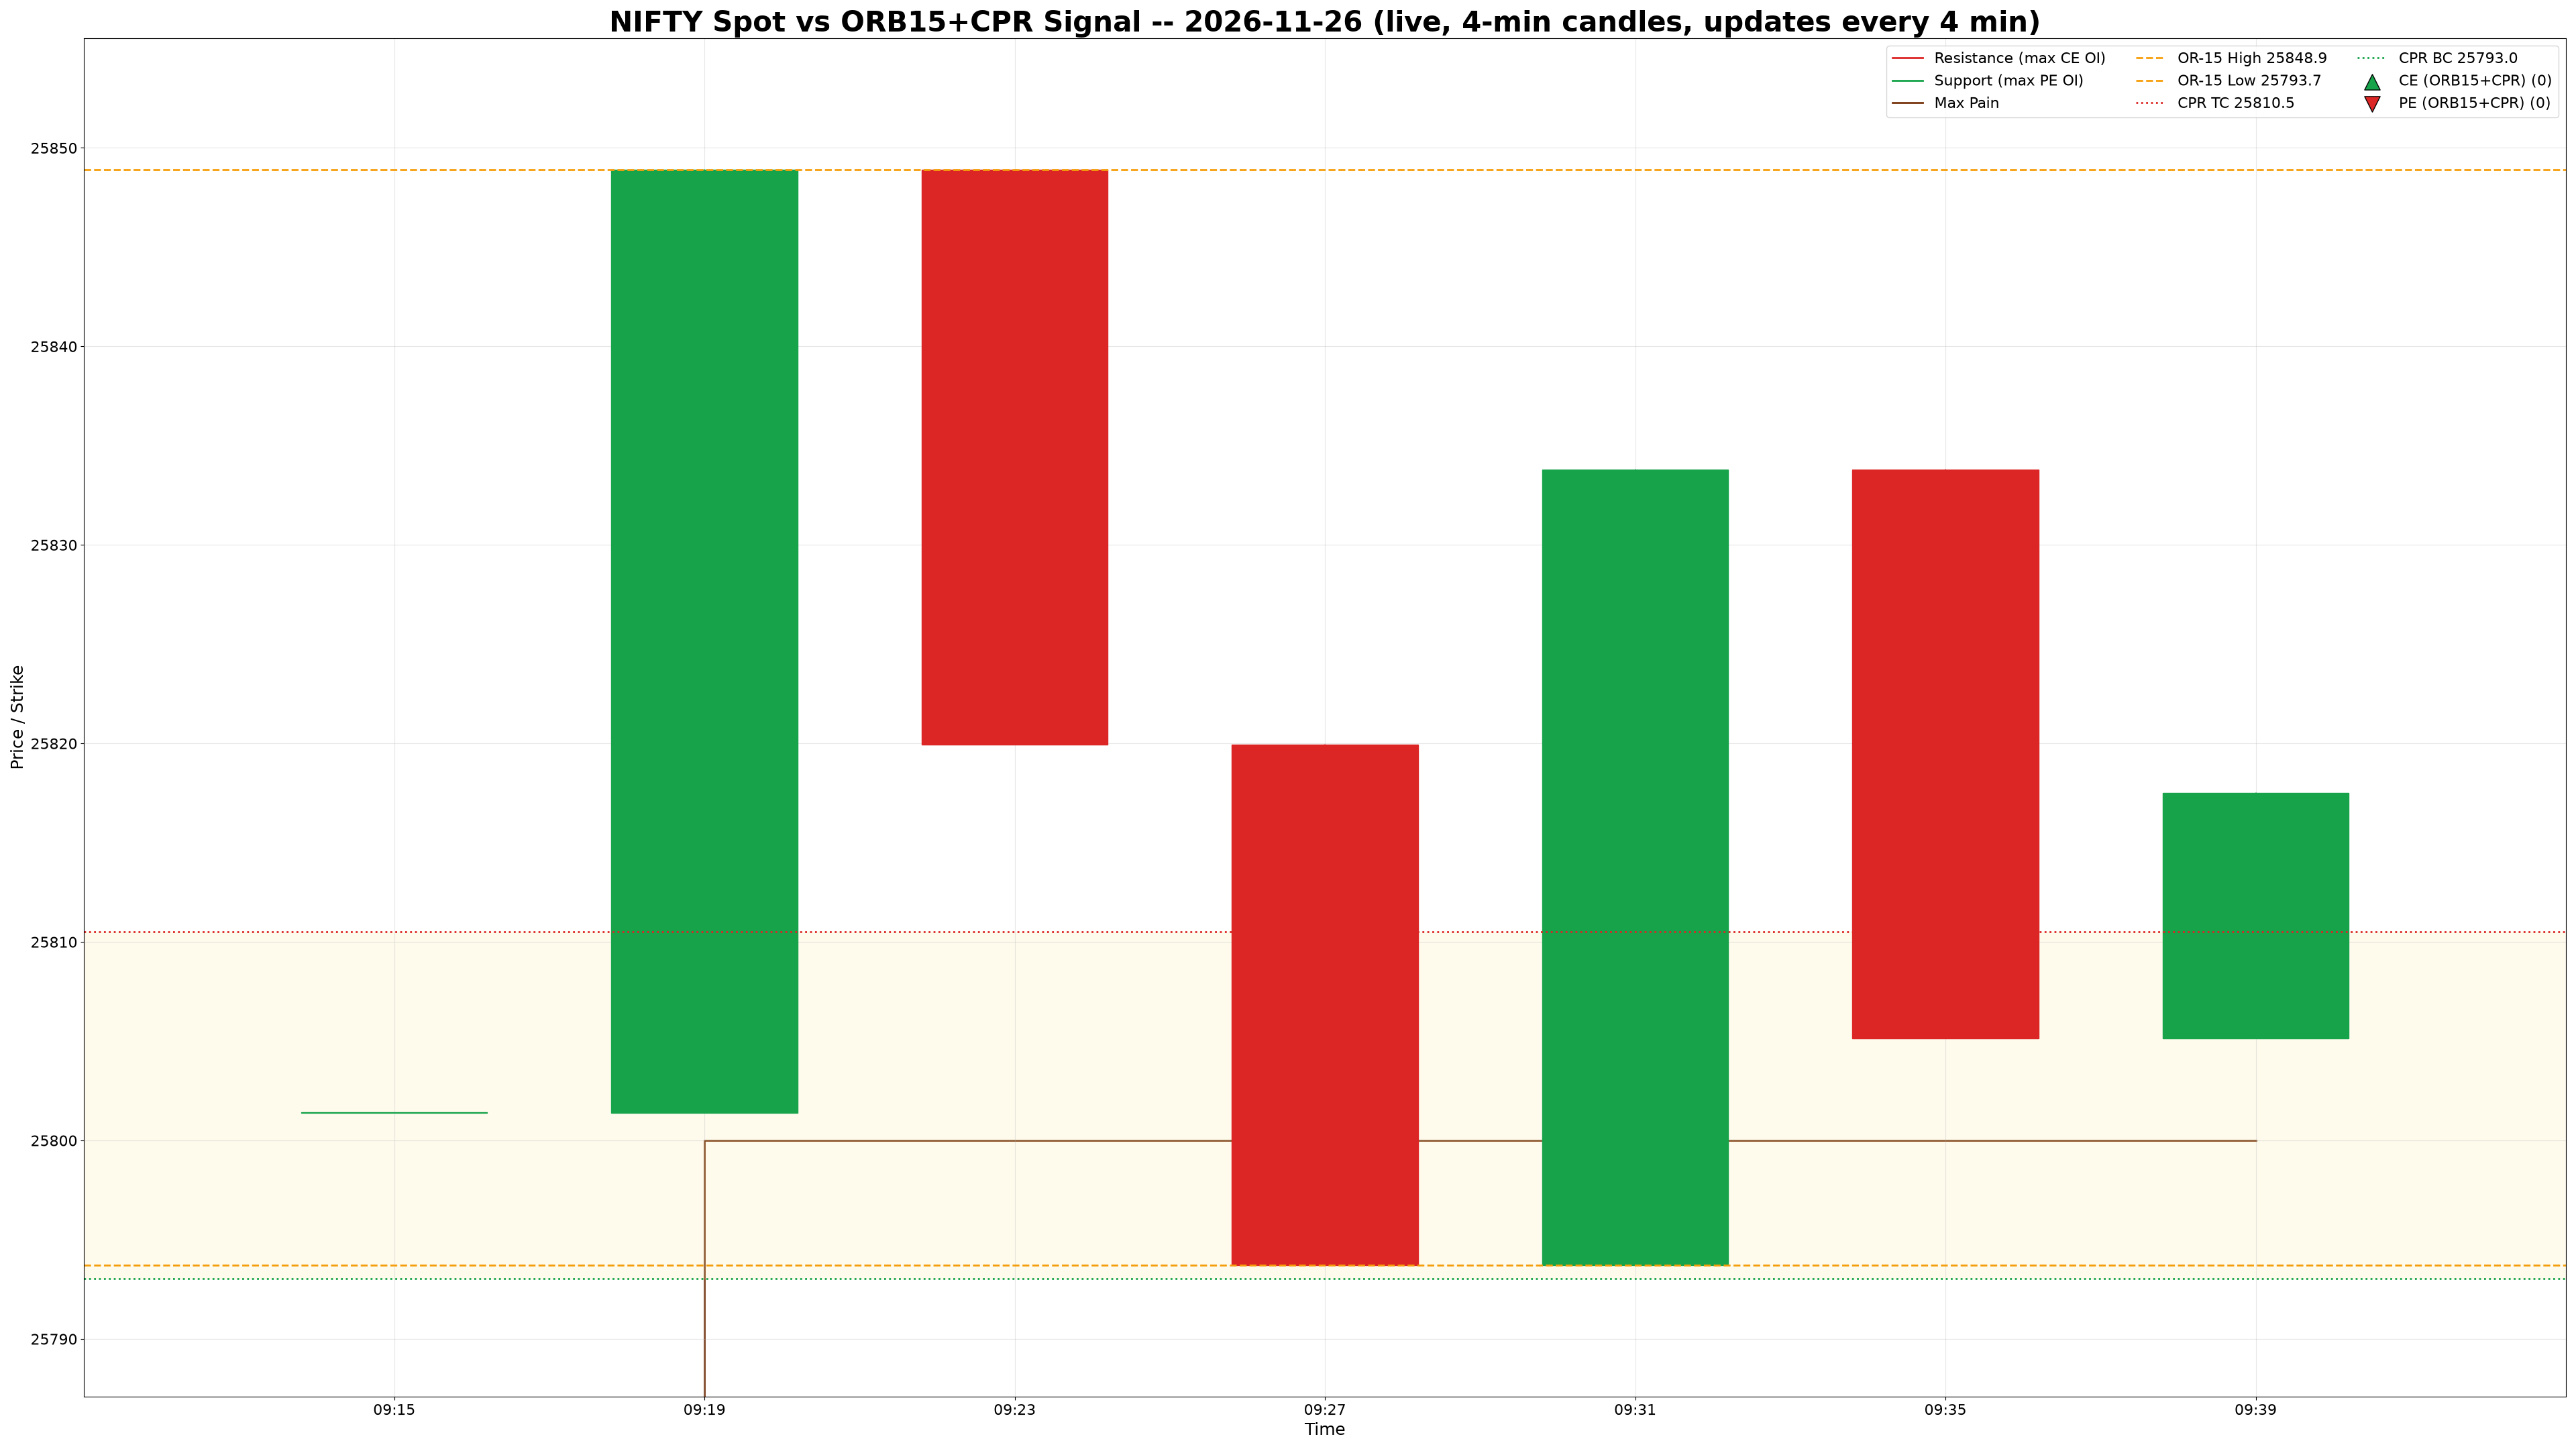 NIFTY Spot vs ORB15+CPR Signal -- 2026-11-26 (live, 4-min candles, updates every 4 min)
Resistance (max CE OI)
Support (max PE OI)
Max Pain
OR-15 High 25848.9
OR-15 Low 25793.7
CPR TC 25810.5
CPR BC 25793.0
CE (ORB15+CPR) (0)
PE (ORB15+CPR) (0)
Price / Strike
25850
25840
25830
25820
25810
25800
25790
09:15
09:19
09:23
09:27
09:31
09:35
09:39
Time